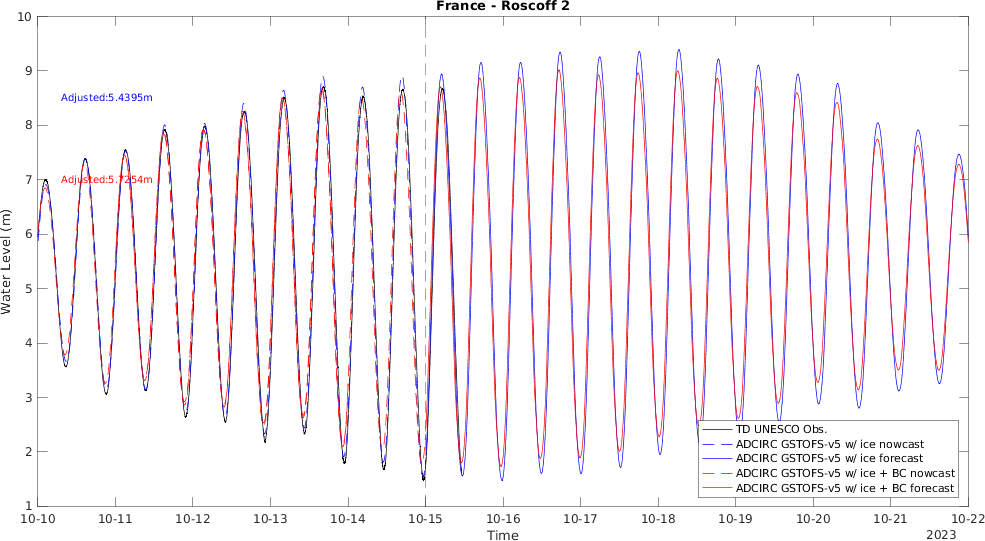 France - Roscoff 2
Water Level (m)
10
9
8
7
6
5
4
3
2
1
Adjusted:5.4395m
Adjusted:5.7254m
TD UNESCO Obs.
ADCIRC GSTOFS-v5 w/ ice nowcast
ADCIRC GSTOFS-v5 w/ ice forecast
ADCIRC GSTOFS-v5 w/ ice + BC nowcast
ADCIRC GSTOFS-v5 w/ ice + BC forecast
10-10 10-11 10-12 10-13 10-14 10-15 10-16 10-17 10-18 10-19 10-20 10-21 10-22
Time
2023